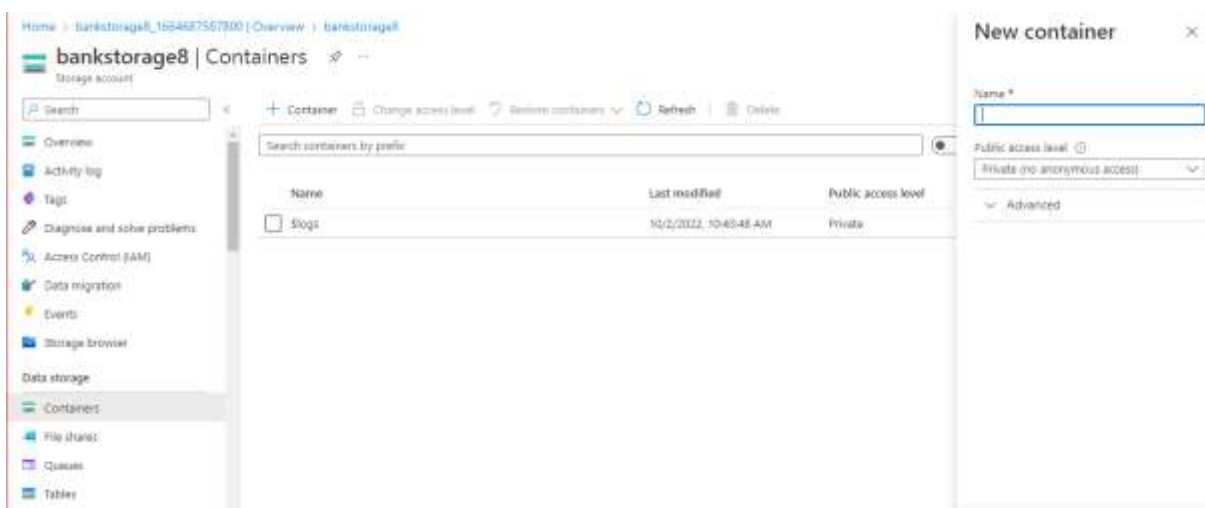 Home > bankstorage8_1664687557800 | Overview > bankstorage8
bankstorage8 | Containers
Storage account
Search
Overview
Activity log
Tags
Diagnose and solve problems
Access Control (IAM)
Data migration
Events
Storage browser
Data storage
Containers
File shares
Queues
Tables
+ Container
Change access level
Restore containers
Refresh
Delete
Search containers by prefix
Name Last modified Public access level
$logs 10/2/2022, 10:43:48 AM Private
New container
Name *
Public access level
Private (no anonymous access)
Advanced